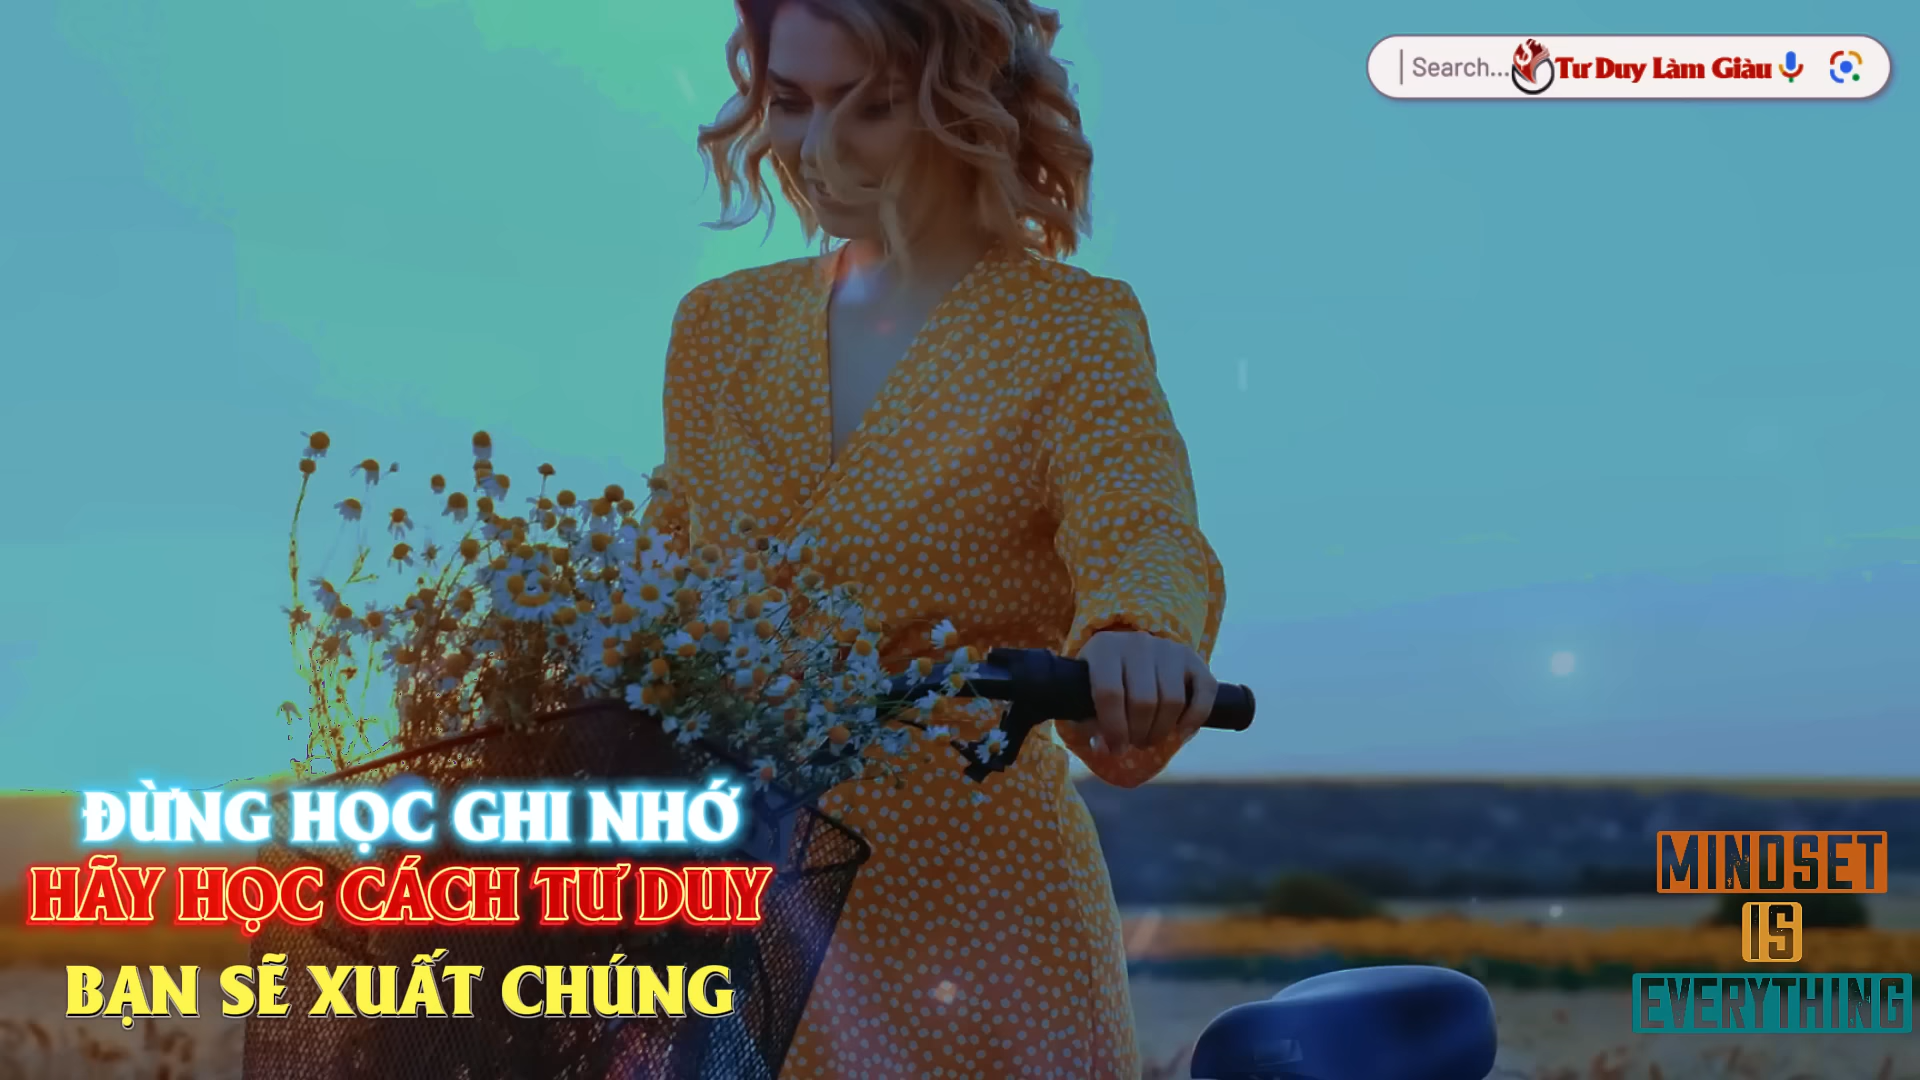 Search... Tư Duy Làm Giàu
ĐỪNG HỌC GHI NHỚ
HÃY HỌC CÁCH TƯ DUY
BẠN SẼ XUẤT CHÚNG
MINDSET
IS
EVERYTHING